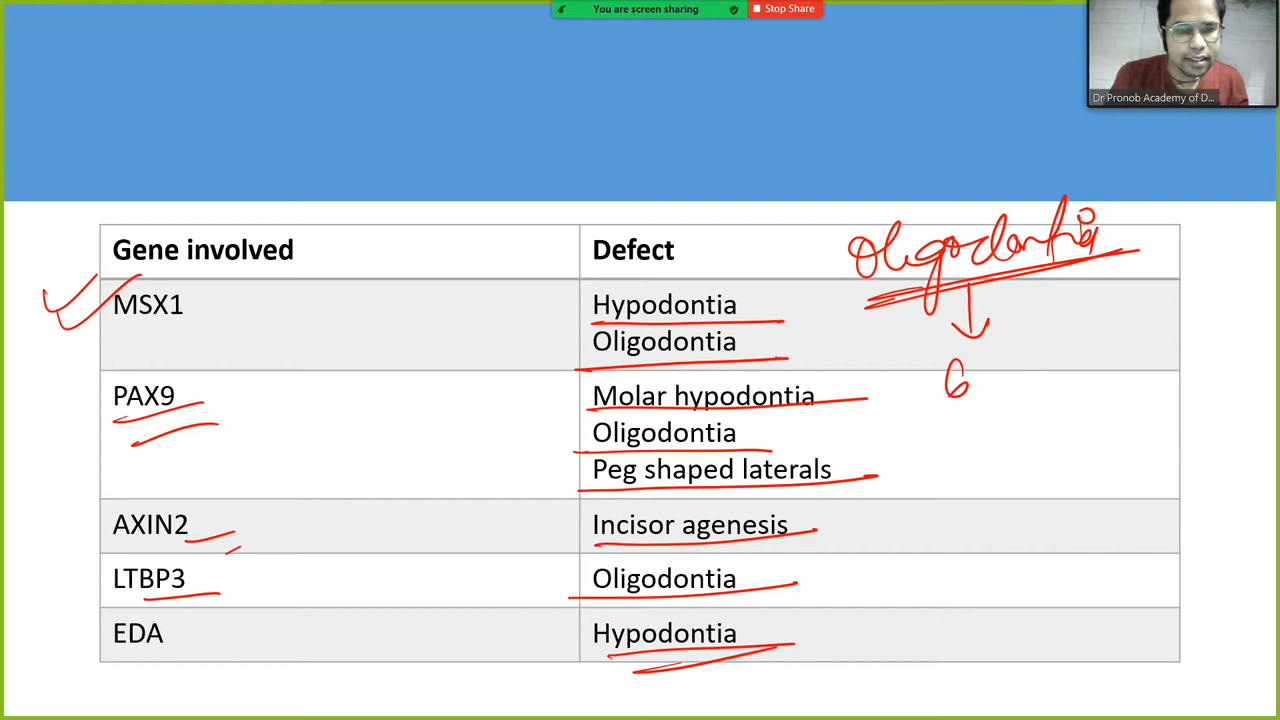 You are screen sharing
Stop Share
Dr Pronob Academy of D...
Gene involved
Defect
Oligodontia
MSX1
Hypodontia
Oligodontia
6
PAX9
Molar hypodontia
Oligodontia
Peg shaped laterals
AXIN2
Incisor agenesis
LTBP3
Oligodontia
EDA
Hypodontia